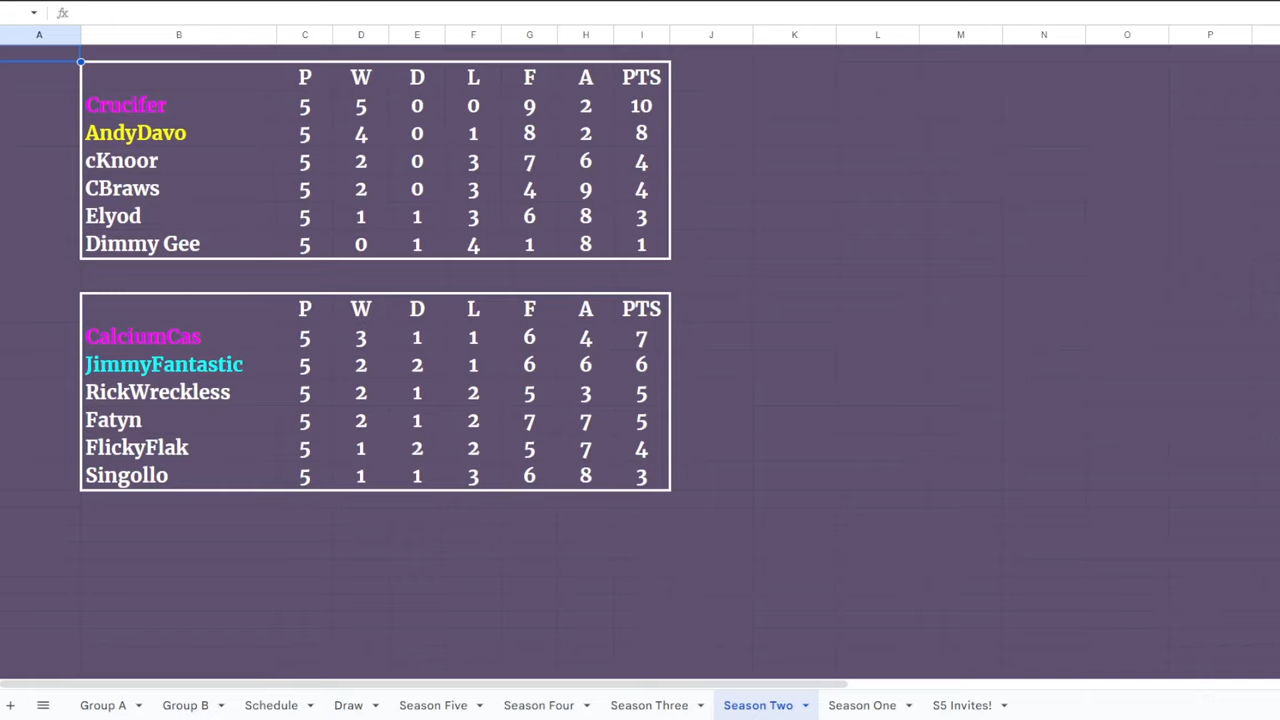 A B C D E F G H I J K L M N O P
P W D L F A PTS
Crucifer 5 5 0 0 9 2 10
AndyDavo 5 4 0 1 8 2 8
cKnoor 5 2 0 3 7 6 4
CBraws 5 2 0 3 4 9 4
Elyod 5 1 1 3 6 8 3
Dimmy Gee 5 0 1 4 1 8 1
P W D L F A PTS
CalciumCas 5 3 1 1 6 4 7
JimmyFantastic 5 2 2 1 6 6 6
RickWreckless 5 2 1 2 5 3 5
Fatyn 5 2 1 2 7 7 5
FlickyFlak 5 1 2 2 5 7 4
Singollo 5 1 1 3 6 8 3
Group A Group B Schedule Draw Season Five Season Four Season Three Season Two Season One S5 Invites!